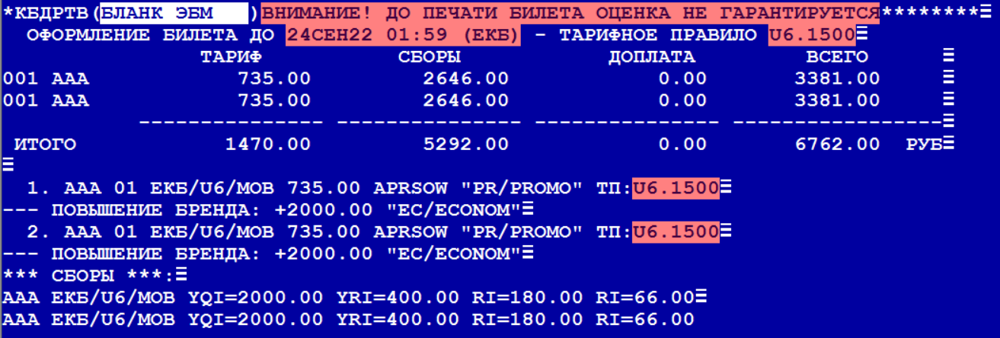 *КБДРТВ(БЛАНК ЭБМ   )ВНИМАНИЕ! ДО ПЕЧАТИ БИЛЕТА ОЦЕНКА НЕ ГАРАНТИРУЕТСЯ********
ОФОРМЛЕНИЕ БИЛЕТА ДО 24СЕН22 01:59 (ЕКБ) - ТАРИФНОЕ ПРАВИЛО U6.1500
ТАРИФ СБОРЫ ДОПЛАТА ВСЕГО
001 ААА 735.00 2646.00 0.00 3381.00
001 ААА 735.00 2646.00 0.00 3381.00
--------------- --------------- --------------- -----------------
ИТОГО 1470.00 5292.00 0.00 6762.00 РУБ
1. ААА 01 ЕКБ/U6/МОВ 735.00 APRSOW "PR/PROMO" ТП:U6.1500
--- ПОВЫШЕНИЕ БРЕНДА: +2000.00 "EC/ECONOM"
2. ААА 01 ЕКБ/U6/МОВ 735.00 APRSOW "PR/PROMO" ТП:U6.1500
--- ПОВЫШЕНИЕ БРЕНДА: +2000.00 "EC/ECONOM"
*** СБОРЫ ***:
ААА ЕКБ/U6/МОВ YQI=2000.00 YRI=400.00 RI=180.00 RI=66.00
ААА ЕКБ/U6/МОВ YQI=2000.00 YRI=400.00 RI=180.00 RI=66.00